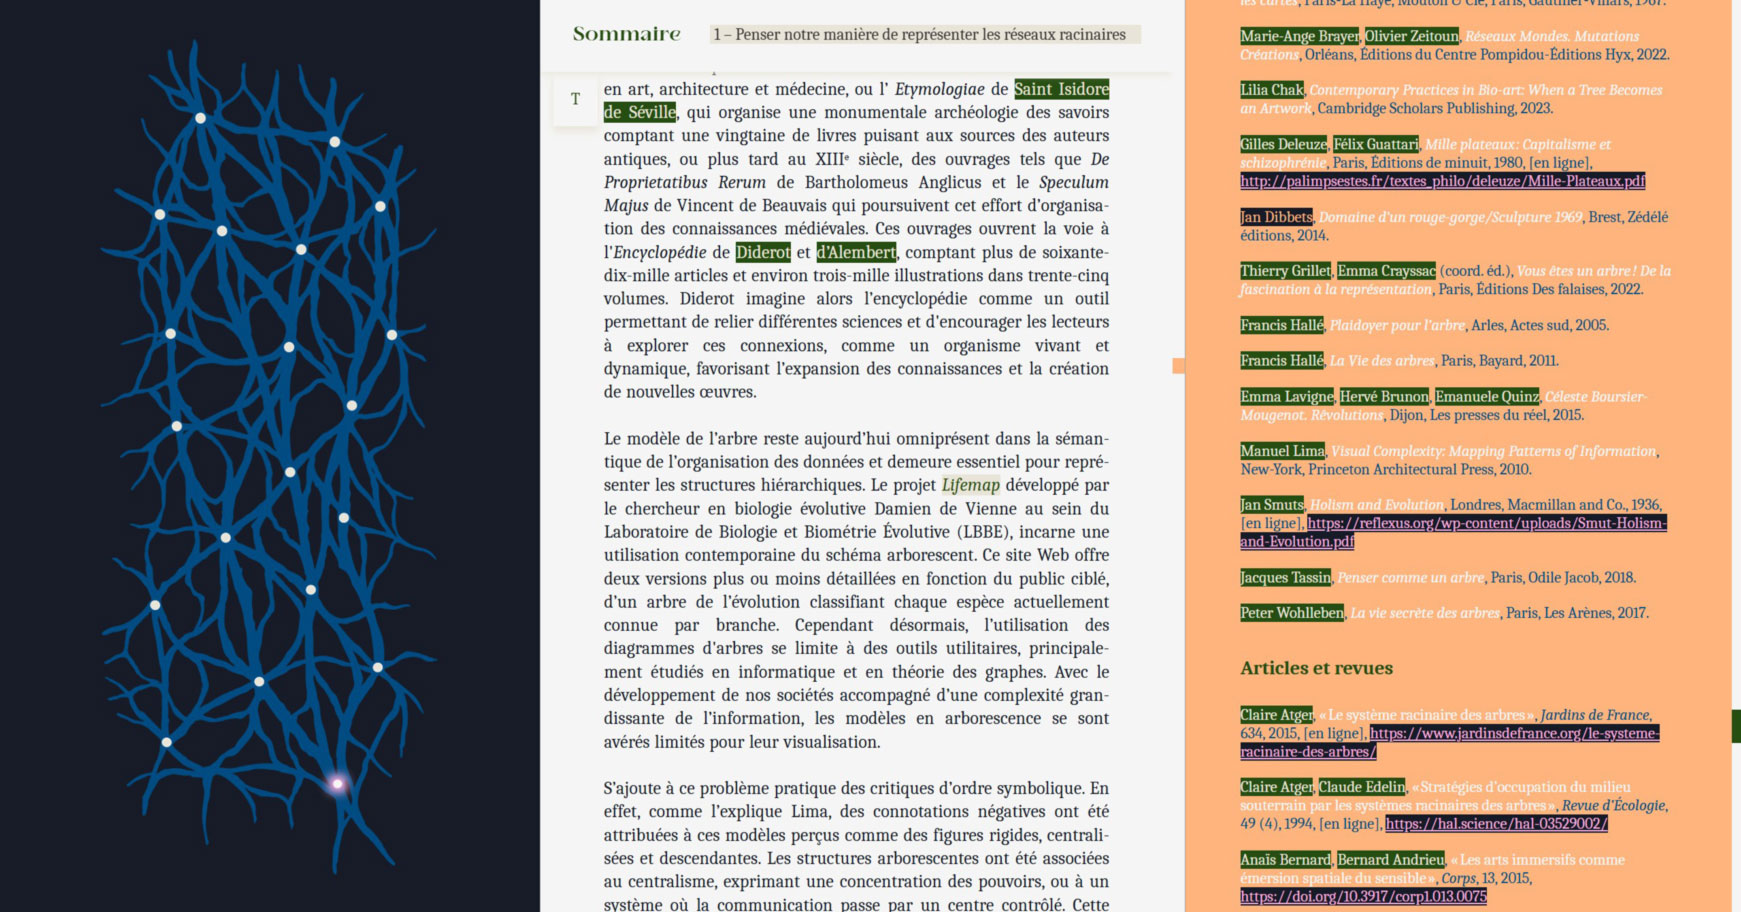 Sommaire
1 – Penser notre manière de représenter les réseaux racinaires
T
en art, architecture et médecine, ou l’ Etymologiae de Saint Isidore
de Séville, qui organise une monumentale archéologie des savoirs
comptant une vingtaine de livres puisant aux sources des auteurs
antiques, ou plus tard au XIIIᵉ siècle, des ouvrages tels que De
Proprietatibus Rerum de Bartholomeus Anglicus et le Speculum
Majus de Vincent de Beauvais qui poursuivent cet effort d’organisa-
tion des connaissances médiévales. Ces ouvrages ouvrent la voie à
l’Encyclopédie de Diderot et d’Alembert, comptant plus de soixante-
dix-mille articles et environ trois-mille illustrations dans trente-cinq
volumes. Diderot imagine alors l’encyclopédie comme un outil
permettant de relier différentes sciences et d’encourager les lecteurs
à explorer ces connexions, comme un organisme vivant et
dynamique, favorisant l’expansion des connaissances et la création
de nouvelles œuvres.
Le modèle de l’arbre reste aujourd’hui omniprésent dans la séman-
tique de l’organisation des données et demeure essentiel pour repré-
senter les structures hiérarchiques. Le projet Lifemap développé par
le chercheur en biologie évolutive Damien de Vienne au sein du
Laboratoire de Biologie et Biométrie Évolutive (LBBE), incarne une
utilisation contemporaine du schéma arborescent. Ce site Web offre
deux versions plus ou moins détaillées en fonction du public ciblé,
d’un arbre de l’évolution classifiant chaque espèce actuellement
connue par branche. Cependant désormais, l’utilisation des
diagrammes d’arbres se limite à des outils utilitaires, principale-
ment étudiés en informatique et en théorie des graphes. Avec le
développement de nos sociétés accompagné d’une complexité gran-
dissante de l’information, les modèles en arborescence se sont
avérés limités pour leur visualisation.
S’ajoute à ce problème pratique des critiques d’ordre symbolique. En
effet, comme l’explique Lima, des connotations négatives ont été
attribuées à ces modèles perçus comme des figures rigides, centrali-
sées et descendantes. Les structures arborescentes ont été associées
au centralisme, exprimant une concentration des pouvoirs, ou à un
système où la communication passe par un centre contrôlé. Cette
les cartes, Paris-La Haye, Mouton & Cie, Paris, Gauthier-Villars, 1967.
Marie-Ange Brayer, Olivier Zeitoun, Réseaux Mondes. Mutations
Créations, Orléans, Éditions du Centre Pompidou-Éditions Hyx, 2022.
Lilia Chak, Contemporary Practices in Bio-art: When a Tree Becomes
an Artwork, Cambridge Scholars Publishing, 2023.
Gilles Deleuze, Félix Guattari, Mille plateaux: Capitalisme et
schizophrénie, Paris, Éditions de minuit, 1980, [en ligne],
http://palimpsestes.fr/textes_philo/deleuze/Mille-Plateaux.pdf
Jan Dibbets, Domaine d’un rouge-gorge/Sculpture 1969, Brest, Zédélé
éditions, 2014.
Thierry Grillet, Emma Crayssac (coord. éd.), Vous êtes un arbre! De la
fascination à la représentation, Paris, Éditions Des falaises, 2022.
Francis Hallé, Plaidoyer pour l’arbre, Arles, Actes sud, 2005.
Francis Hallé, La Vie des arbres, Paris, Bayard, 2011.
Emma Lavigne, Hervé Brunon, Emanuele Quinz, Céleste Boursier-
Mougenot. Révolutions, Dijon, Les presses du réel, 2015.
Manuel Lima, Visual Complexity: Mapping Patterns of Information,
New-York, Princeton Architectural Press, 2010.
Jan Smuts, Holism and Evolution, Londres, Macmillan and Co., 1936,
[en ligne], https://reflexus.org/wp-content/uploads/Smut-Holism-
and-Evolution.pdf
Jacques Tassin, Penser comme un arbre, Paris, Odile Jacob, 2018.
Peter Wohlleben, La vie secrète des arbres, Paris, Les Arènes, 2017.
Articles et revues
Claire Atger, «Le système racinaire des arbres», Jardins de France,
634, 2015, [en ligne], https://www.jardinsdefrance.org/le-systeme-
racinaire-des-arbres/
Claire Atger, Claude Edelin, «Stratégies d’occupation du milieu
souterrain par les systèmes racinaires des arbres», Revue d’Écologie,
49 (4), 1994, [en ligne], https://hal.science/hal-03529002/
Anaïs Bernard, Bernard Andrieu, «Les arts immersifs comme
émersion spatiale du sensible», Corps, 13, 2015,
https://doi.org/10.3917/corp1.013.0075